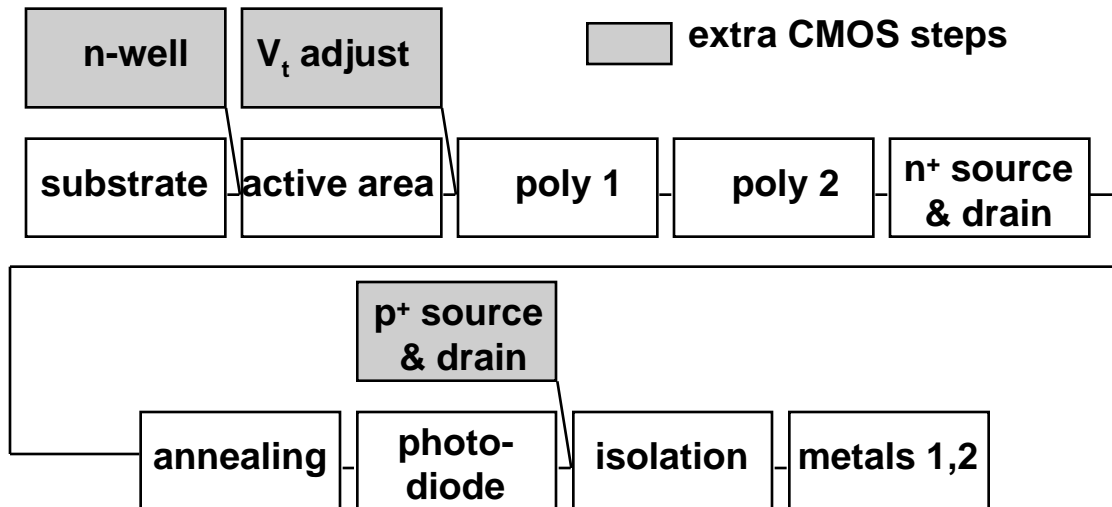 n-well
Vt adjust
extra CMOS steps
substrate
active area
poly 1
poly 2
n+ source
& drain
p+ source
& drain
annealing
photo-
diode
isolation
metals 1,2